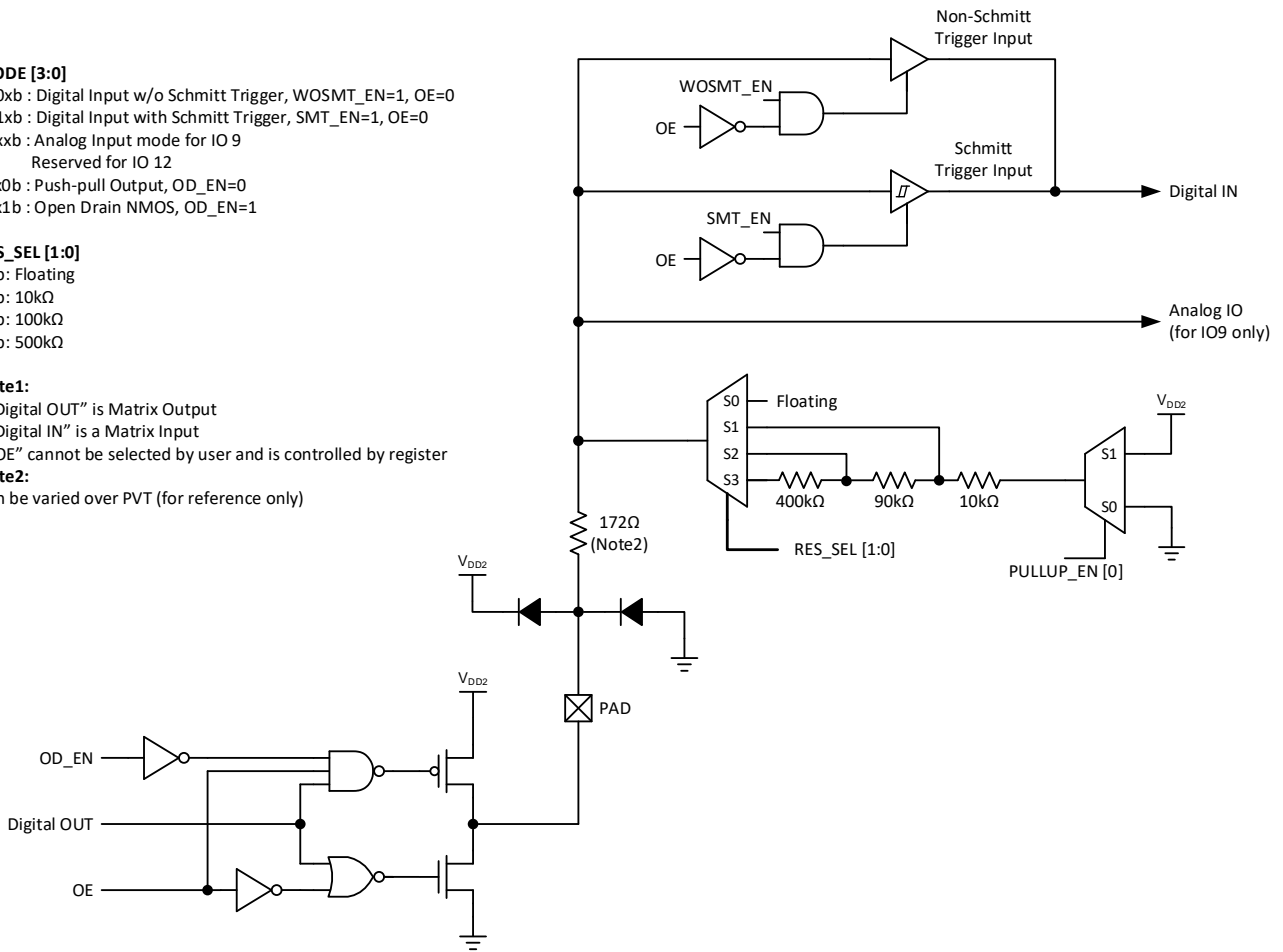 ODE [3:0]
0xb : Digital Input w/o Schmitt Trigger, WOSMT_EN=1, OE=0
1xb : Digital Input with Schmitt Trigger, SMT_EN=1, OE=0
xxb : Analog Input mode for IO 9
Reserved for IO 12
x0b : Push-pull Output, OD_EN=0
x1b : Open Drain NMOS, OD_EN=1
S_SEL [1:0]
b: Floating
b: 10kΩ
b: 100kΩ
b: 500kΩ
te1:
Digital OUT” is Matrix Output
Digital IN” is a Matrix Input
OE” cannot be selected by user and is controlled by register
te2:
n be varied over PVT (for reference only)
Non-Schmitt
Trigger Input
WOSMT_EN
OE
Schmitt
Trigger Input
Digital IN
SMT_EN
OE
Analog IO
(for IO9 only)
S0
Floating
S1
S2
S3
400kΩ
90kΩ
10kΩ
VDD2
S1
S0
RES_SEL [1:0]
PULLUP_EN [0]
172Ω
(Note2)
VDD2
VDD2
PAD
OD_EN
Digital OUT
OE